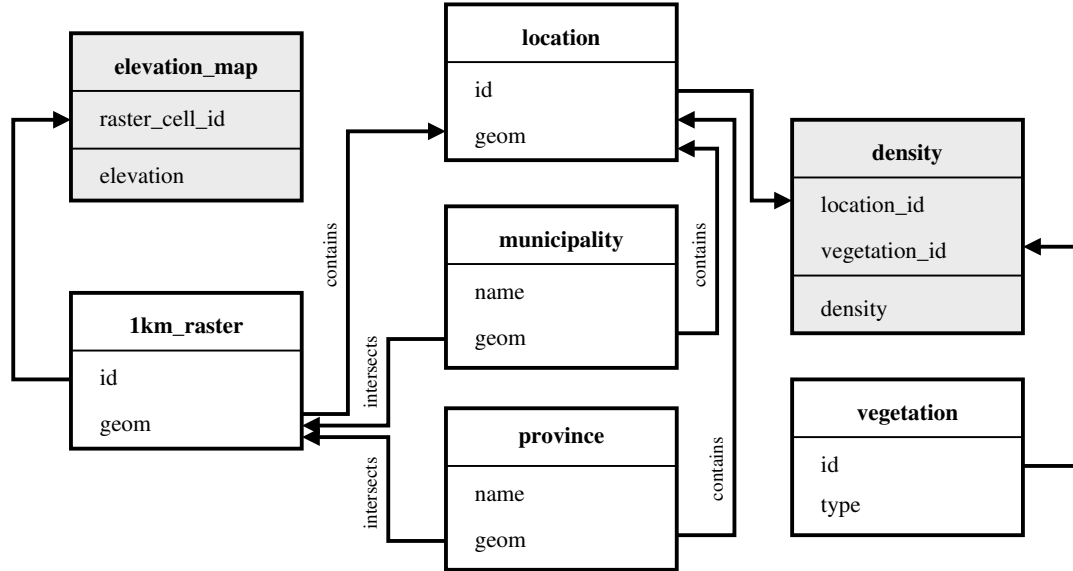 elevation_map
raster_cell_id
elevation
1km_raster
id
geom
contains
location
id
geom
municipality
name
geom
contains
intersects
province
name
geom
intersects
contains
density
location_id
vegetation_id
density
vegetation
id
type